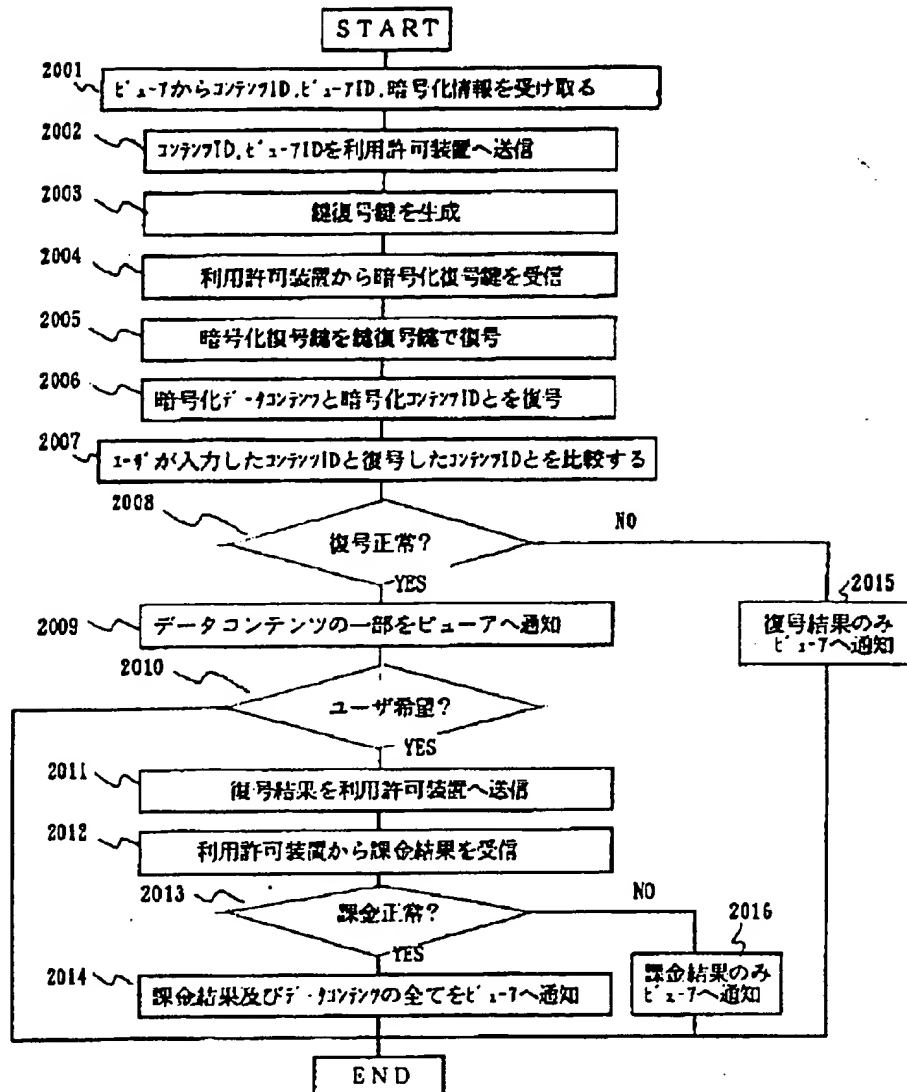 START
2001
ビューアからコンテンツID,ビューアID,暗号化情報を受け取る
2002
コンテンツID,ビューアIDを利用許可装置へ送信
2003
鍵復号鍵を生成
2004
利用許可装置から暗号化復号鍵を受信
2005
暗号化復号鍵を鍵復号鍵で復号
2006
暗号化データコンテンツと暗号化コンテンツIDとを復号
2007
ユーザが入力したコンテンツIDと復号したコンテンツIDとを比較する
2008
復号正常?
NO
YES
2015
復号結果のみ
ビューアへ通知
2009
データコンテンツの一部をビューアへ通知
2010
ユーザ希望?
YES
2011
復号結果を利用許可装置へ送信
2012
利用許可装置から課金結果を受信
2013
課金正常?
NO
YES
2016
課金結果のみ
ビューアへ通知
2014
課金結果及びデータコンテンツの全てをビューアへ通知
END